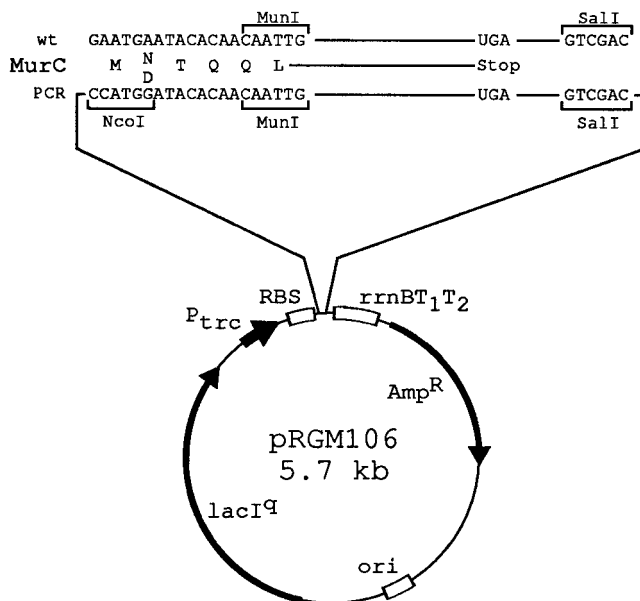 MunI SalI
wt GAATGAATACACAACAATTG UGA GTCGAC
MurC M N T Q Q L Stop
D
PCR CCATGGATACACAACAATTG UGA GTCGAC
NcoI MunI SalI
RBS rrnBT1T2
Ptrc
AmpR
pRGM106
5.7 kb
lacIq
ori